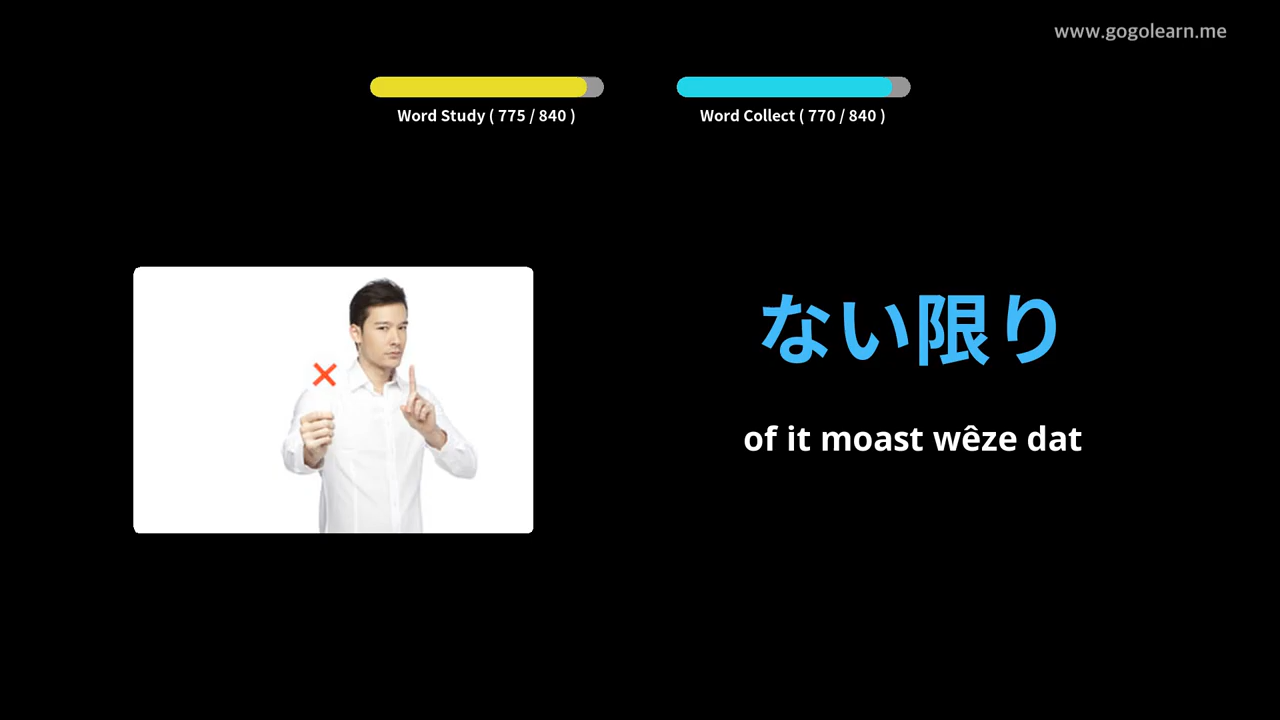 www.gogolearn.me
Word Study ( 775 / 840 )
Word Collect ( 770 / 840 )
ない限り
of it moast wêze dat